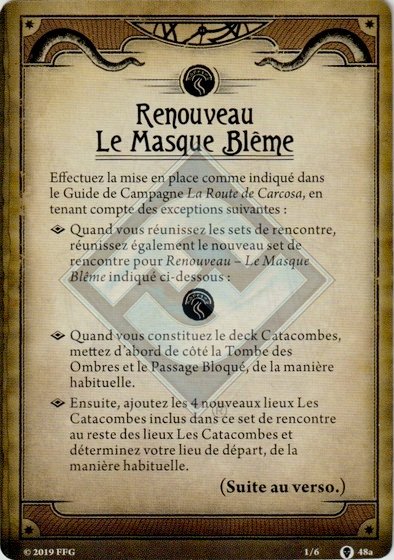 Renouveau
Le Masque Blême
Effectuez la mise en place comme indiqué dans
le Guide de Campagne La Route de Carcosa, en
tenant compte des exceptions suivantes :
Quand vous réunissez les sets de rencontre,
réunissez également le nouveau set de
rencontre pour Renouveau – Le Masque
Blême indiqué ci-dessous :
Quand vous constituez le deck Catacombes,
mettez d'abord de côté la Tombe des
Ombres et le Passage Bloqué, de la manière
habituelle.
®
Ensuite, ajoutez les 4 nouveaux lieux Les
Catacombes inclus dans ce set de rencontre
au reste des lieux Les Catacombes et
déterminez votre lieu de départ, de la
manière habituelle.
(Suite au verso.)
© 2019 FFG 1/6 48a